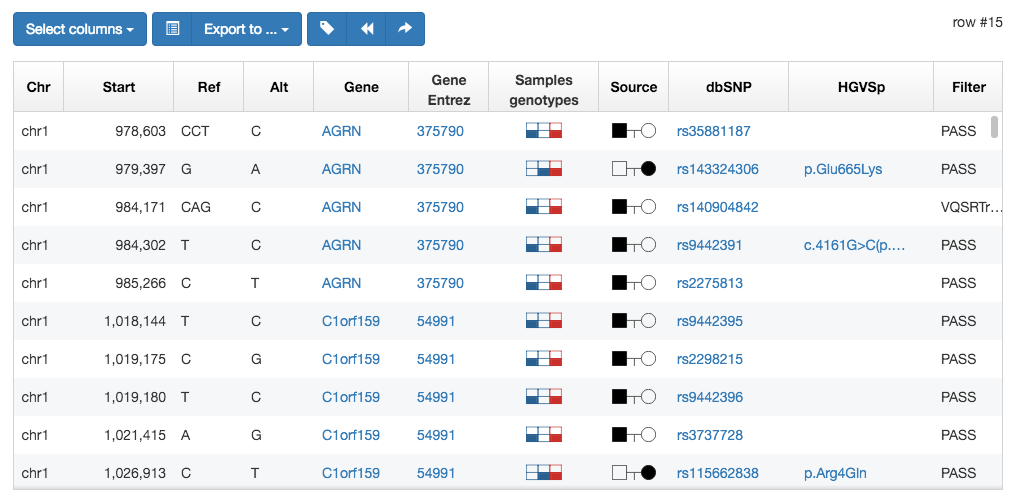 Select columns Export to ... row #15
Chr Start Ref Alt Gene Gene Entrez Samples genotypes Source dbSNP HGVSp Filter
chr1 978,603 CCT C AGRN 375790 rs35881187 PASS
chr1 979,397 G A AGRN 375790 rs143324306 p.Glu665Lys PASS
chr1 984,171 CAG C AGRN 375790 rs140904842 VQSRTr...
chr1 984,302 T C AGRN 375790 rs9442391 c.4161G>C(p.... PASS
chr1 985,266 C T AGRN 375790 rs2275813 PASS
chr1 1,018,144 T C C1orf159 54991 rs9442395 PASS
chr1 1,019,175 C G C1orf159 54991 rs2298215 PASS
chr1 1,019,180 T C C1orf159 54991 rs9442396 PASS
chr1 1,021,415 A G C1orf159 54991 rs3737728 PASS
chr1 1,026,913 C T C1orf159 54991 rs115662838 p.Arg4Gln PASS